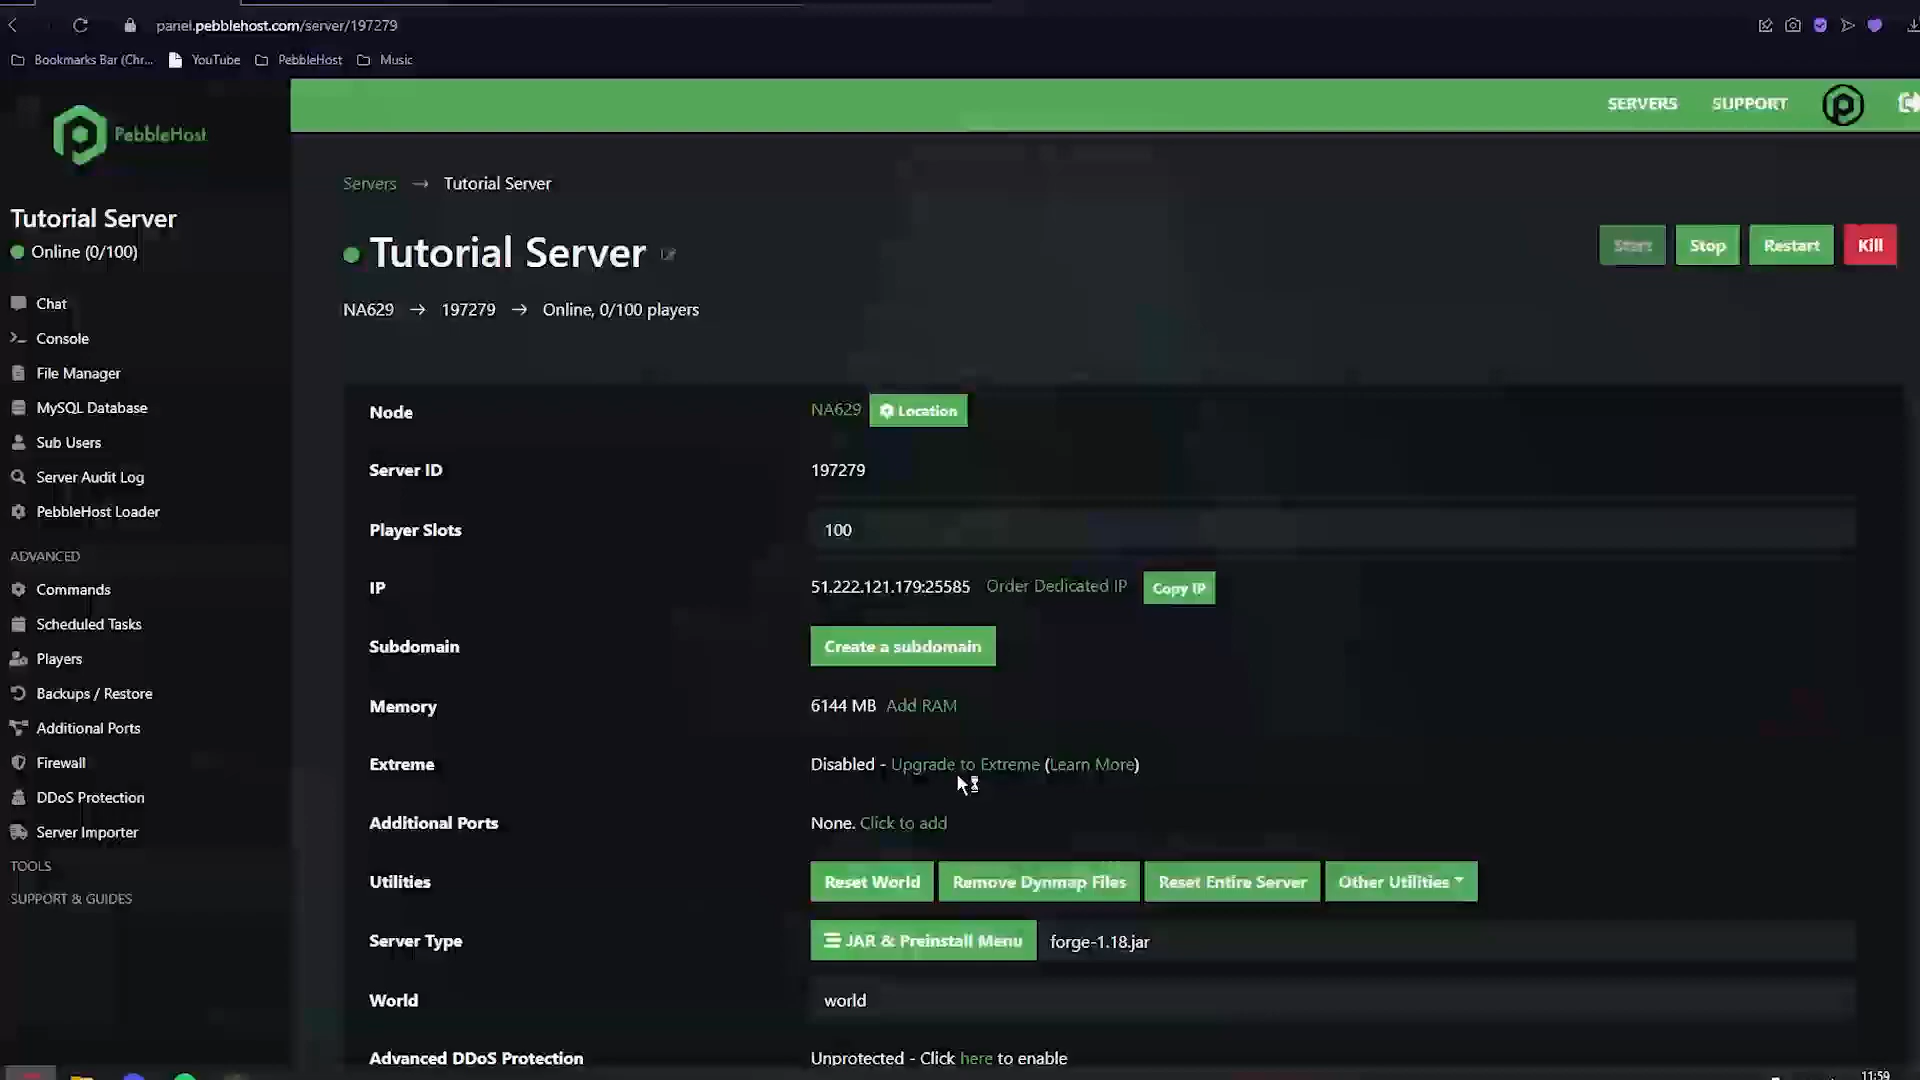 panel.pebblehost.com/server/197279
Bookmarks Bar (Chr... YouTube PebbleHost Music
PebbleHost
SERVERS SUPPORT
Servers → Tutorial Server
Tutorial Server
Online (0/100)
Tutorial Server
Start Stop Restart Kill
NA629 → 197279 → Online, 0/100 players
Chat
Console
File Manager
MySQL Database
Sub Users
Server Audit Log
PebbleHost Loader
ADVANCED
Commands
Scheduled Tasks
Players
Backups / Restore
Additional Ports
Firewall
DDoS Protection
Server Importer
TOOLS
SUPPORT & GUIDES
Node NA629 Location
Server ID 197279
Player Slots 100
IP 51.222.121.179:25585 Order Dedicated IP Copy IP
Subdomain Create a subdomain
Memory 6144 MB Add RAM
Extreme Disabled - Upgrade to Extreme (Learn More)
Additional Ports None. Click to add
Utilities Reset World Remove Dynmap Files Reset Entire Server Other Utilities
Server Type JAR & Preinstall Menu forge-1.18.jar
World world
Advanced DDoS Protection Unprotected - Click here to enable
11:59